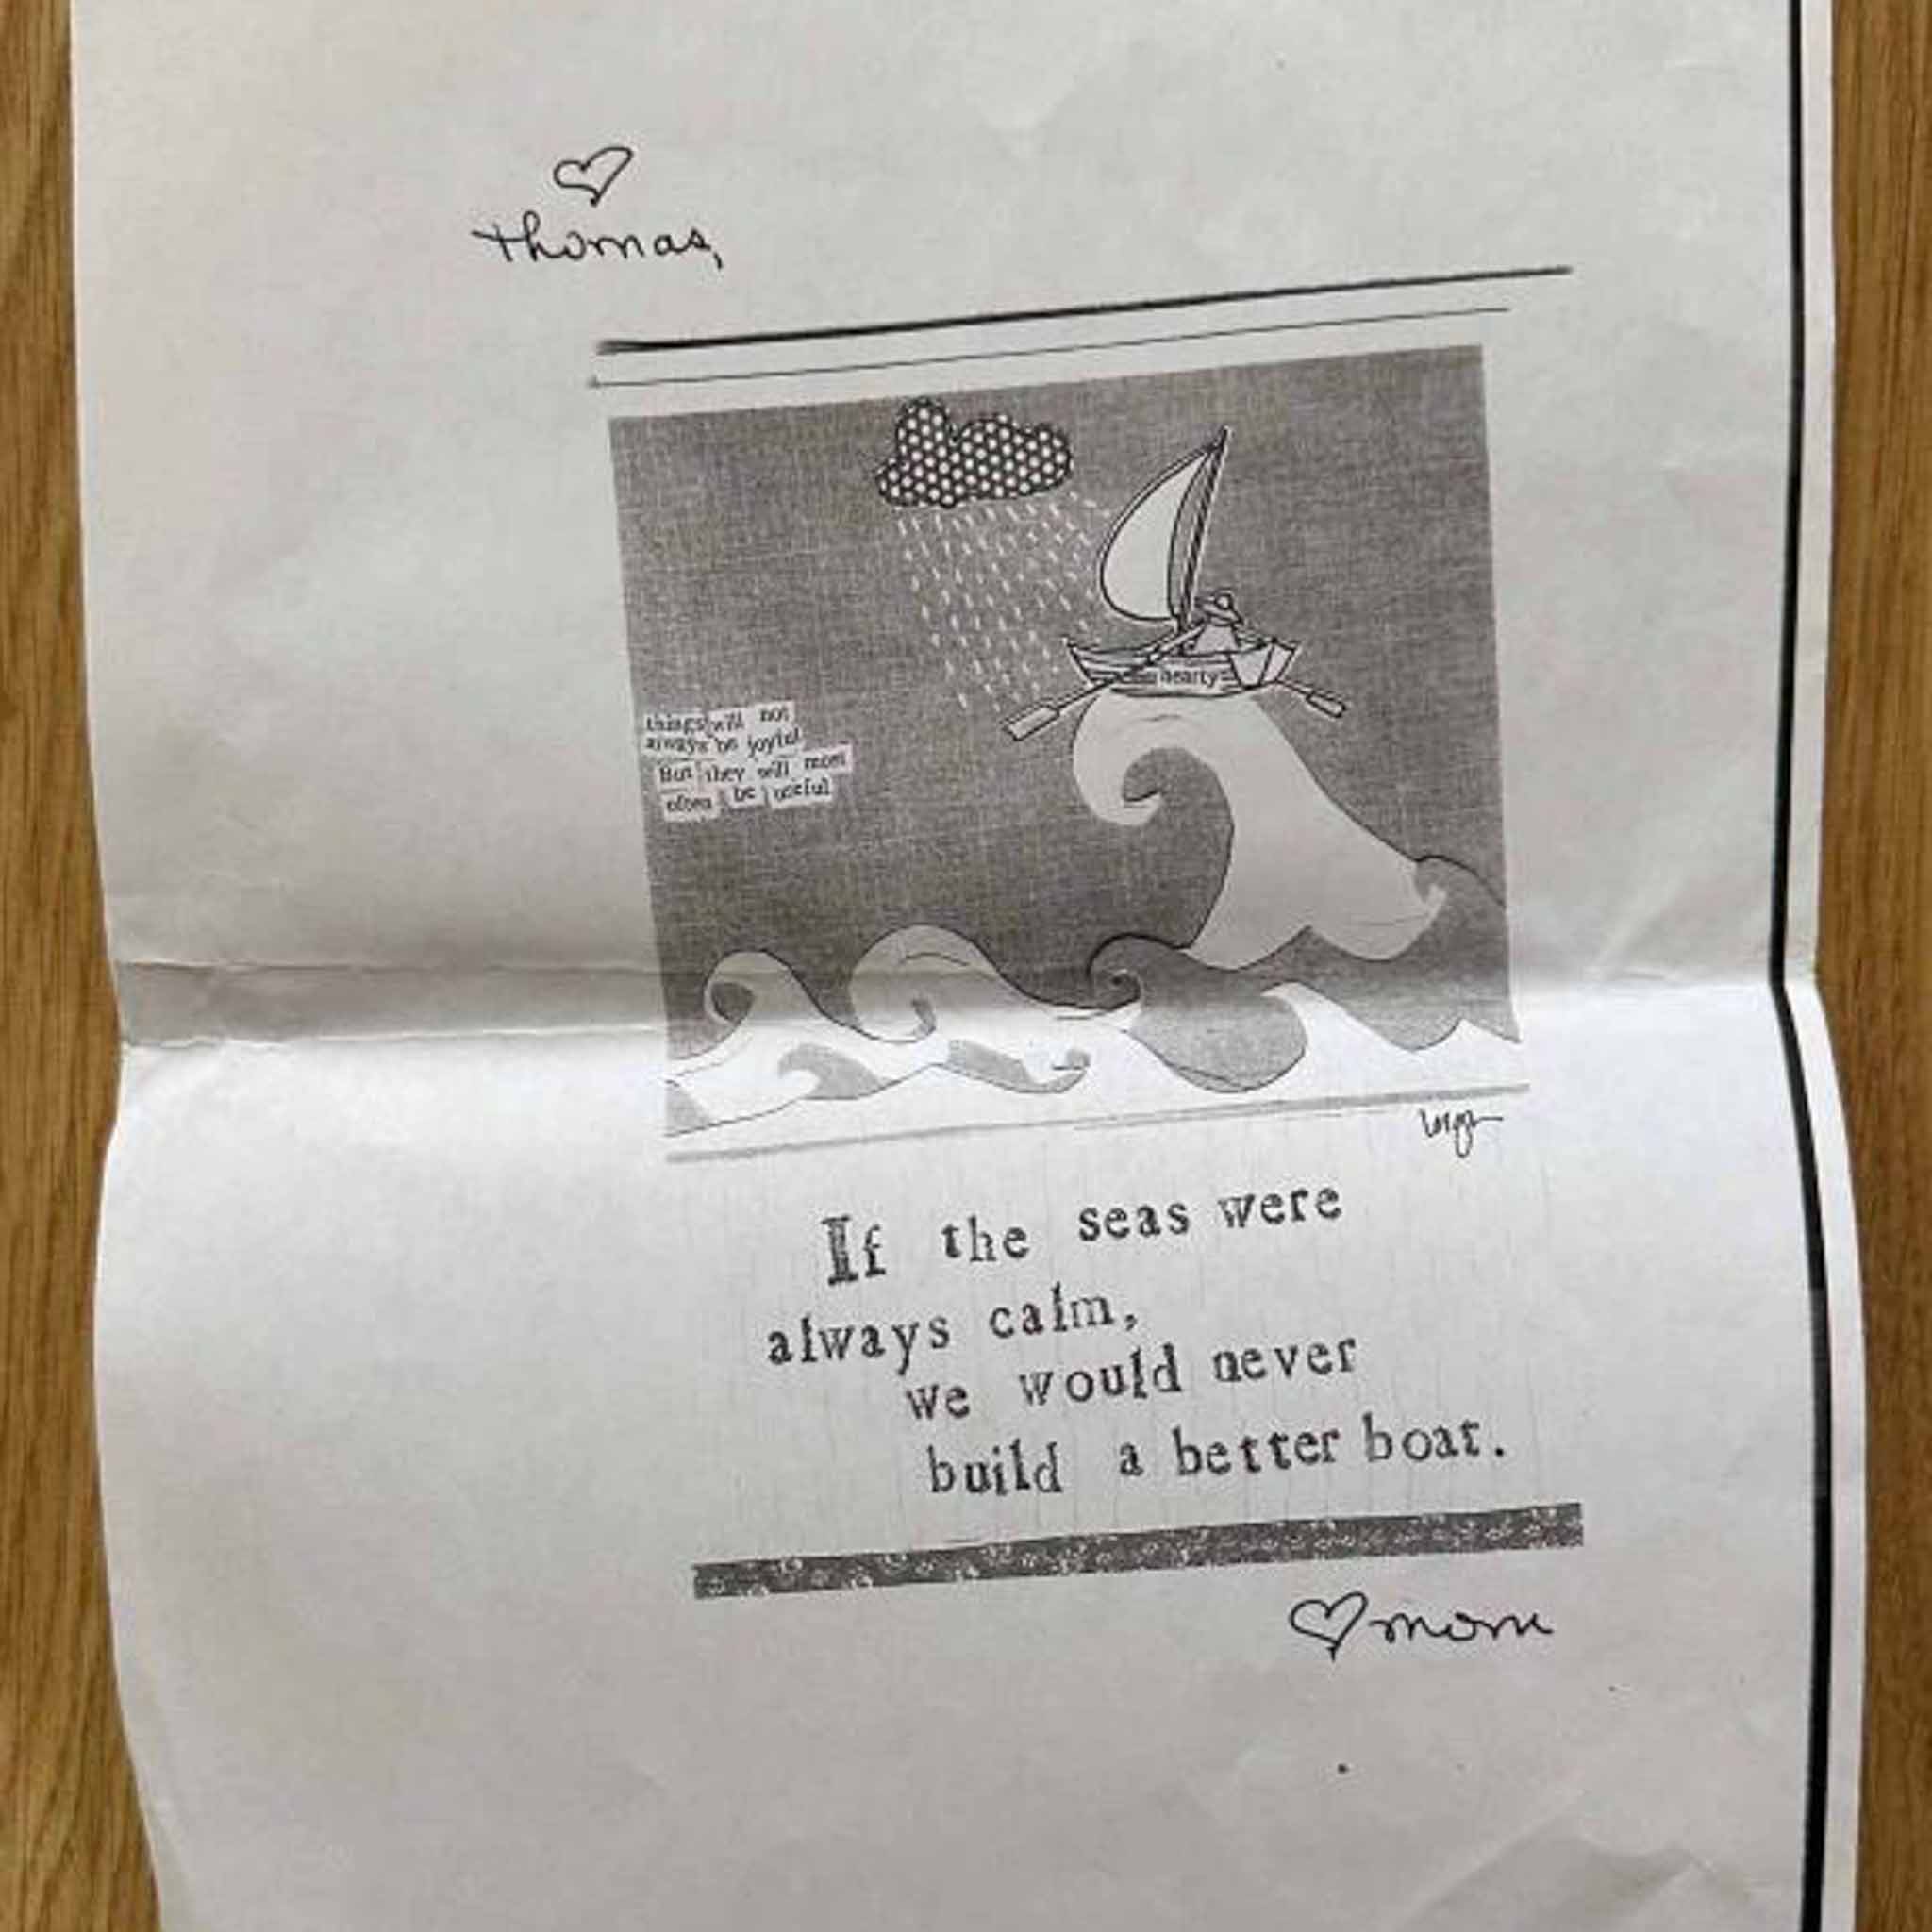 Thomas,
things will not
always be joyful
But they will most
often be useful
hearty
If the seas were
always calm,
we would never
build a better boat.
mom